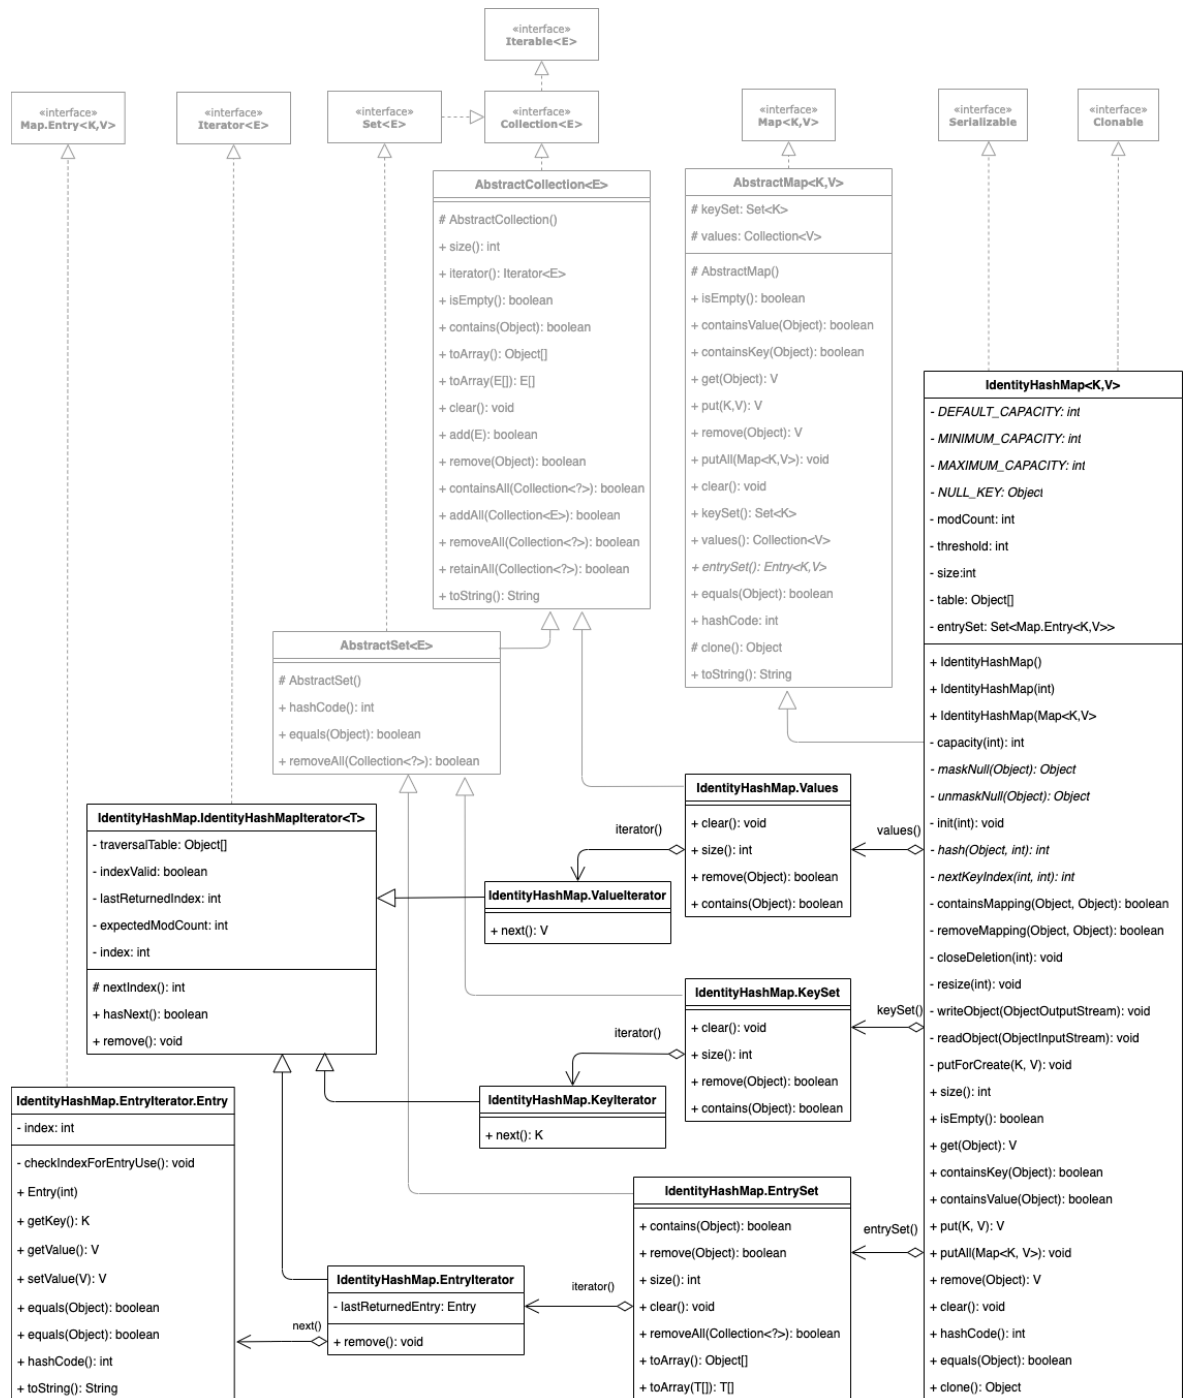 «interface»
Iterable<E>
«interface»
Map.Entry<K,V>
«interface»
Iterator<E>
«interface»
Set<E>
«interface»
Collection<E>
«interface»
Map<K,V>
«interface»
Serializable
«interface»
Clonable
AbstractCollection<E>
# AbstractCollection()
+ size(): int
+ iterator(): Iterator<E>
+ isEmpty(): boolean
+ contains(Object): boolean
+ toArray(): Object[]
+ toArray(E[]): E[]
+ clear(): void
+ add(E): boolean
+ remove(Object): boolean
+ containsAll(Collection<?>): boolean
+ addAll(Collection<E>): boolean
+ removeAll(Collection<?>): boolean
+ retainAll(Collection<?>): boolean
+ toString(): String
AbstractMap<K,V>
# keySet: Set<K>
# values: Collection<V>
# AbstractMap()
+ isEmpty(): boolean
+ containsValue(Object): boolean
+ containsKey(Object): boolean
+ get(Object): V
+ put(K,V): V
+ remove(Object): V
+ putAll(Map<K,V>): void
+ clear(): void
+ keySet(): Set<K>
+ values(): Collection<V>
+ entrySet(): Entry<K,V>
+ equals(Object): boolean
+ hashCode: int
# clone(): Object
+ toString(): String
IdentityHashMap<K,V>
- DEFAULT_CAPACITY: int
- MINIMUM_CAPACITY: int
- MAXIMUM_CAPACITY: int
- NULL_KEY: Object
- modCount: int
- threshold: int
- size:int
- table: Object[]
- entrySet: Set<Map.Entry<K,V>>
+ IdentityHashMap()
+ IdentityHashMap(int)
+ IdentityHashMap(Map<K,V>
- capacity(int): int
- maskNull(Object): Object
- unmaskNull(Object): Object
- init(int): void
- hash(Object, int): int
- nextKeyIndex(int, int): int
- containsMapping(Object, Object): boolean
- removeMapping(Object, Object): boolean
- closeDeletion(int): void
- resize(int): void
- writeObject(ObjectOutputStream): void
- readObject(ObjectInputStream): void
- putForCreate(K, V): void
+ size(): int
+ isEmpty(): boolean
+ get(Object): V
+ containsKey(Object): boolean
+ containsValue(Object): boolean
+ put(K, V): V
+ putAll(Map<K, V>): void
+ remove(Object): V
+ clear(): void
+ hashCode(): int
+ equals(Object): boolean
+ clone(): Object
AbstractSet<E>
# AbstractSet()
+ hashCode(): int
+ equals(Object): boolean
+ removeAll(Collection<?>): boolean
IdentityHashMap.Values
+ clear(): void
+ size(): int
+ remove(Object): boolean
+ contains(Object): boolean
values()
iterator()
IdentityHashMap.IdentityHashMapIterator<T>
- traversalTable: Object[]
- indexValid: boolean
- lastReturnedIndex: int
- expectedModCount: int
- index: int
# nextIndex(): int
+ hasNext(): boolean
+ remove(): void
IdentityHashMap.ValueIterator
+ next(): V
IdentityHashMap.KeySet
+ clear(): void
+ size(): int
+ remove(Object): boolean
+ contains(Object): boolean
keySet()
iterator()
IdentityHashMap.KeyIterator
+ next(): K
IdentityHashMap.EntryIterator.Entry
- index: int
- checkIndexForEntryUse(): void
+ Entry(int)
+ getKey(): K
+ getValue(): V
+ setValue(V): V
+ equals(Object): boolean
+ equals(Object): boolean
+ hashCode(): int
+ toString(): String
IdentityHashMap.EntrySet
+ contains(Object): boolean
+ remove(Object): boolean
+ size(): int
+ clear(): void
+ removeAll(Collection<?>): boolean
+ toArray(): Object[]
+ toArray(T[]): T[]
entrySet()
iterator()
IdentityHashMap.EntryIterator
- lastReturnedEntry: Entry
+ remove(): void
next()